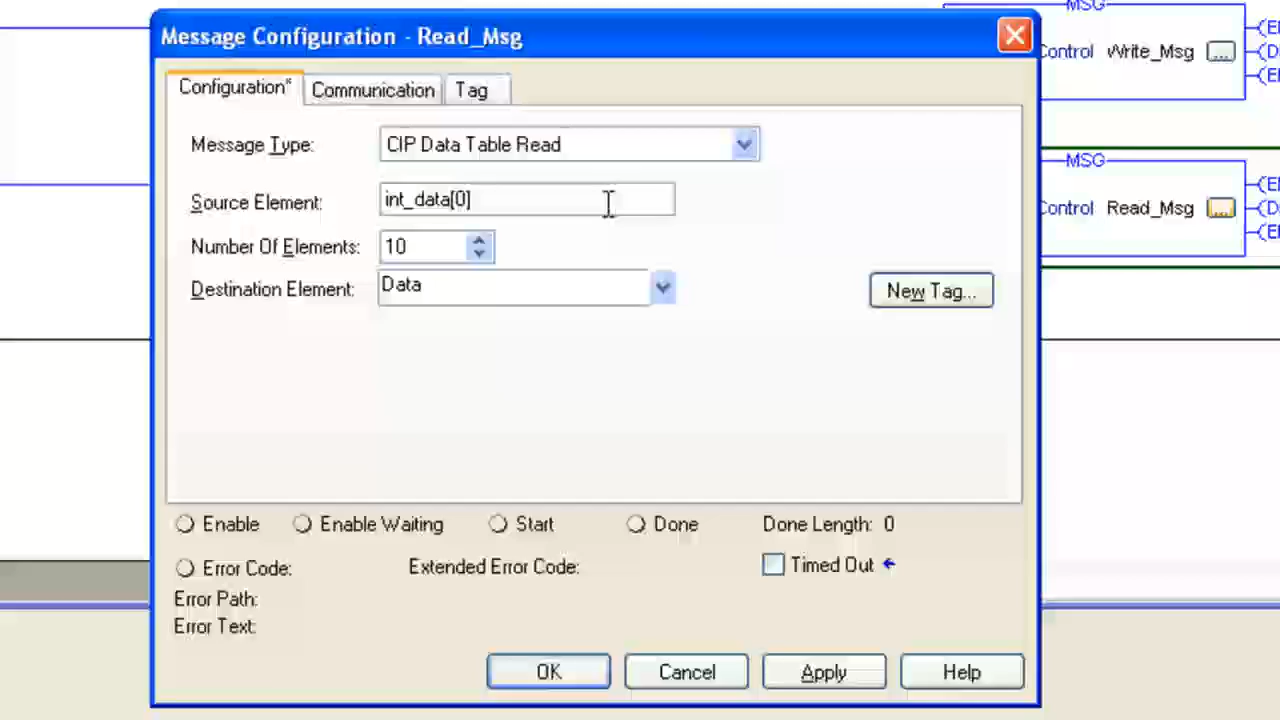 Message Configuration - Read_Msg
MSG
Control Write_Msg ...
Configuration* Communication Tag
Message Type: CIP Data Table Read
MSG
Source Element: int_data[0]
Control Read_Msg ...
Number Of Elements: 10
Destination Element: Data
New Tag...
Enable Enable Waiting Start Done Done Length: 0
Error Code: Extended Error Code: Timed Out
Error Path:
Error Text:
OK Cancel Apply Help